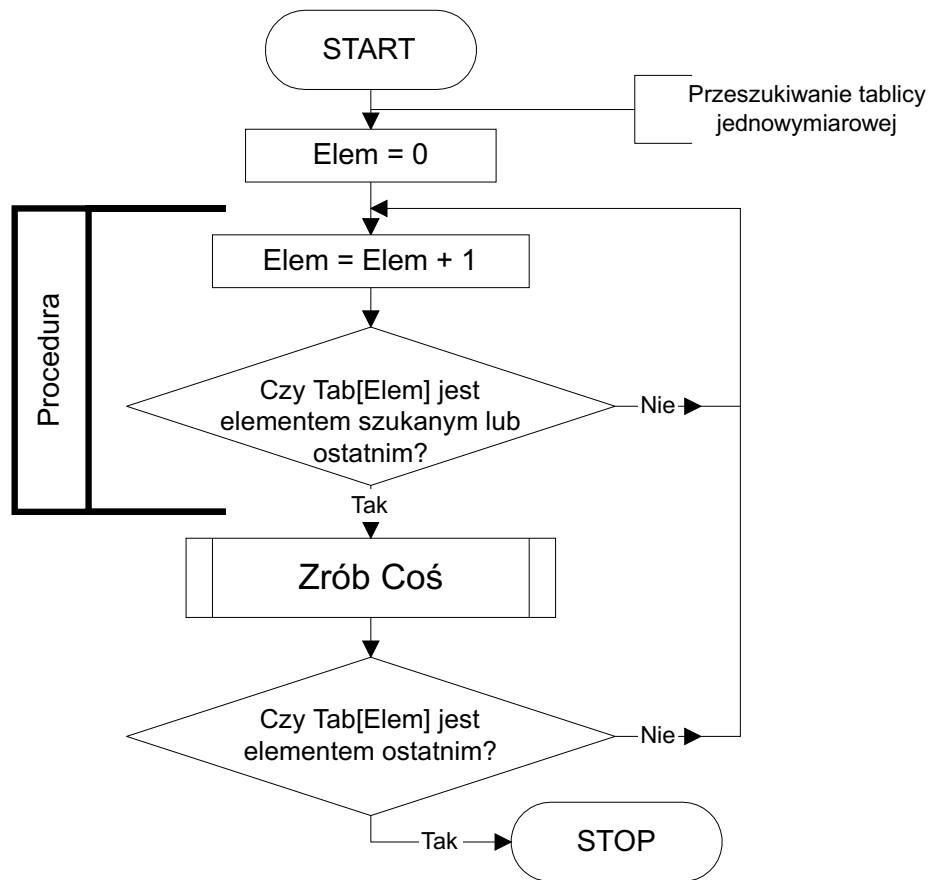 START
Przeszukiwanie tablicy
jednowymiarowej
Elem = 0
Elem = Elem + 1
Procedura
Czy Tab[Elem] jest
elementem szukanym lub
ostatnim?
Nie
Tak
Zrób Coś
Czy Tab[Elem] jest
elementem ostatnim?
Nie
Tak
STOP